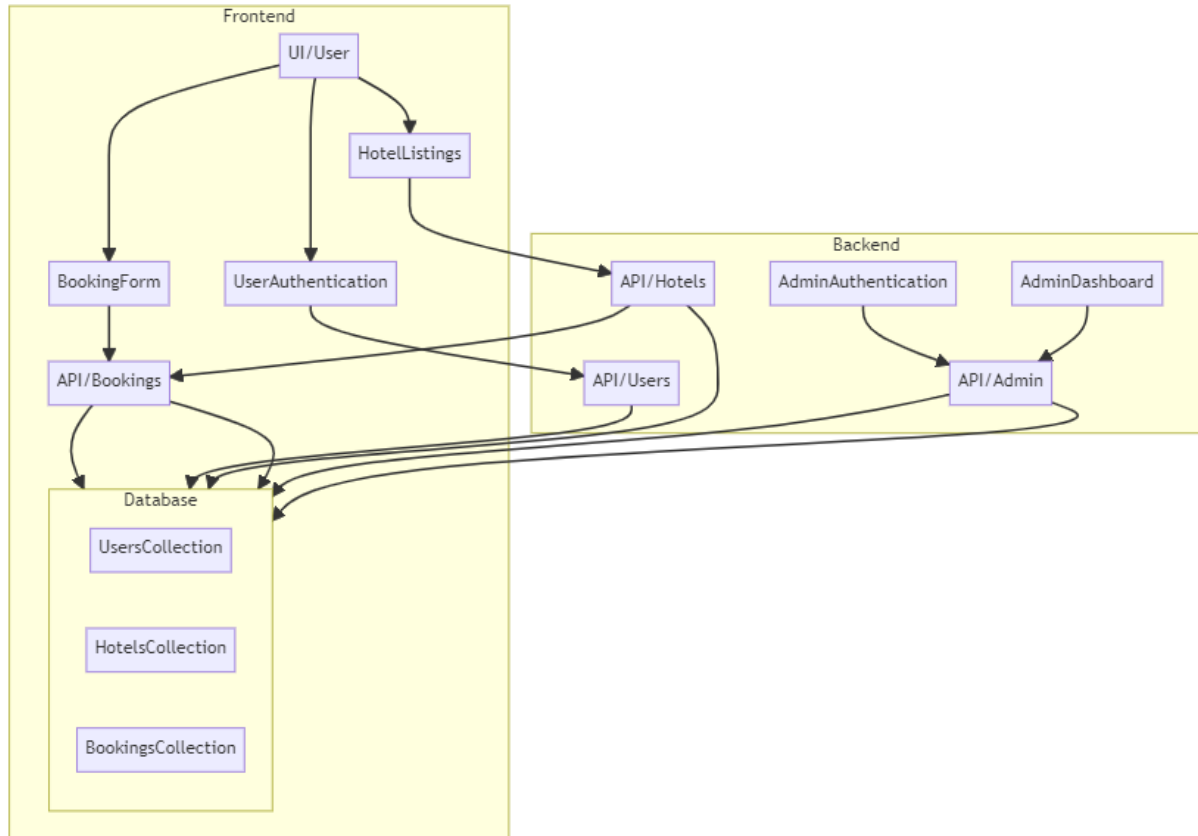 Frontend
UI/User
HotelListings
Backend
BookingForm
UserAuthentication
API/Hotels
AdminAuthentication
AdminDashboard
API/Bookings
API/Users
API/Admin
Database
UsersCollection
HotelsCollection
BookingsCollection